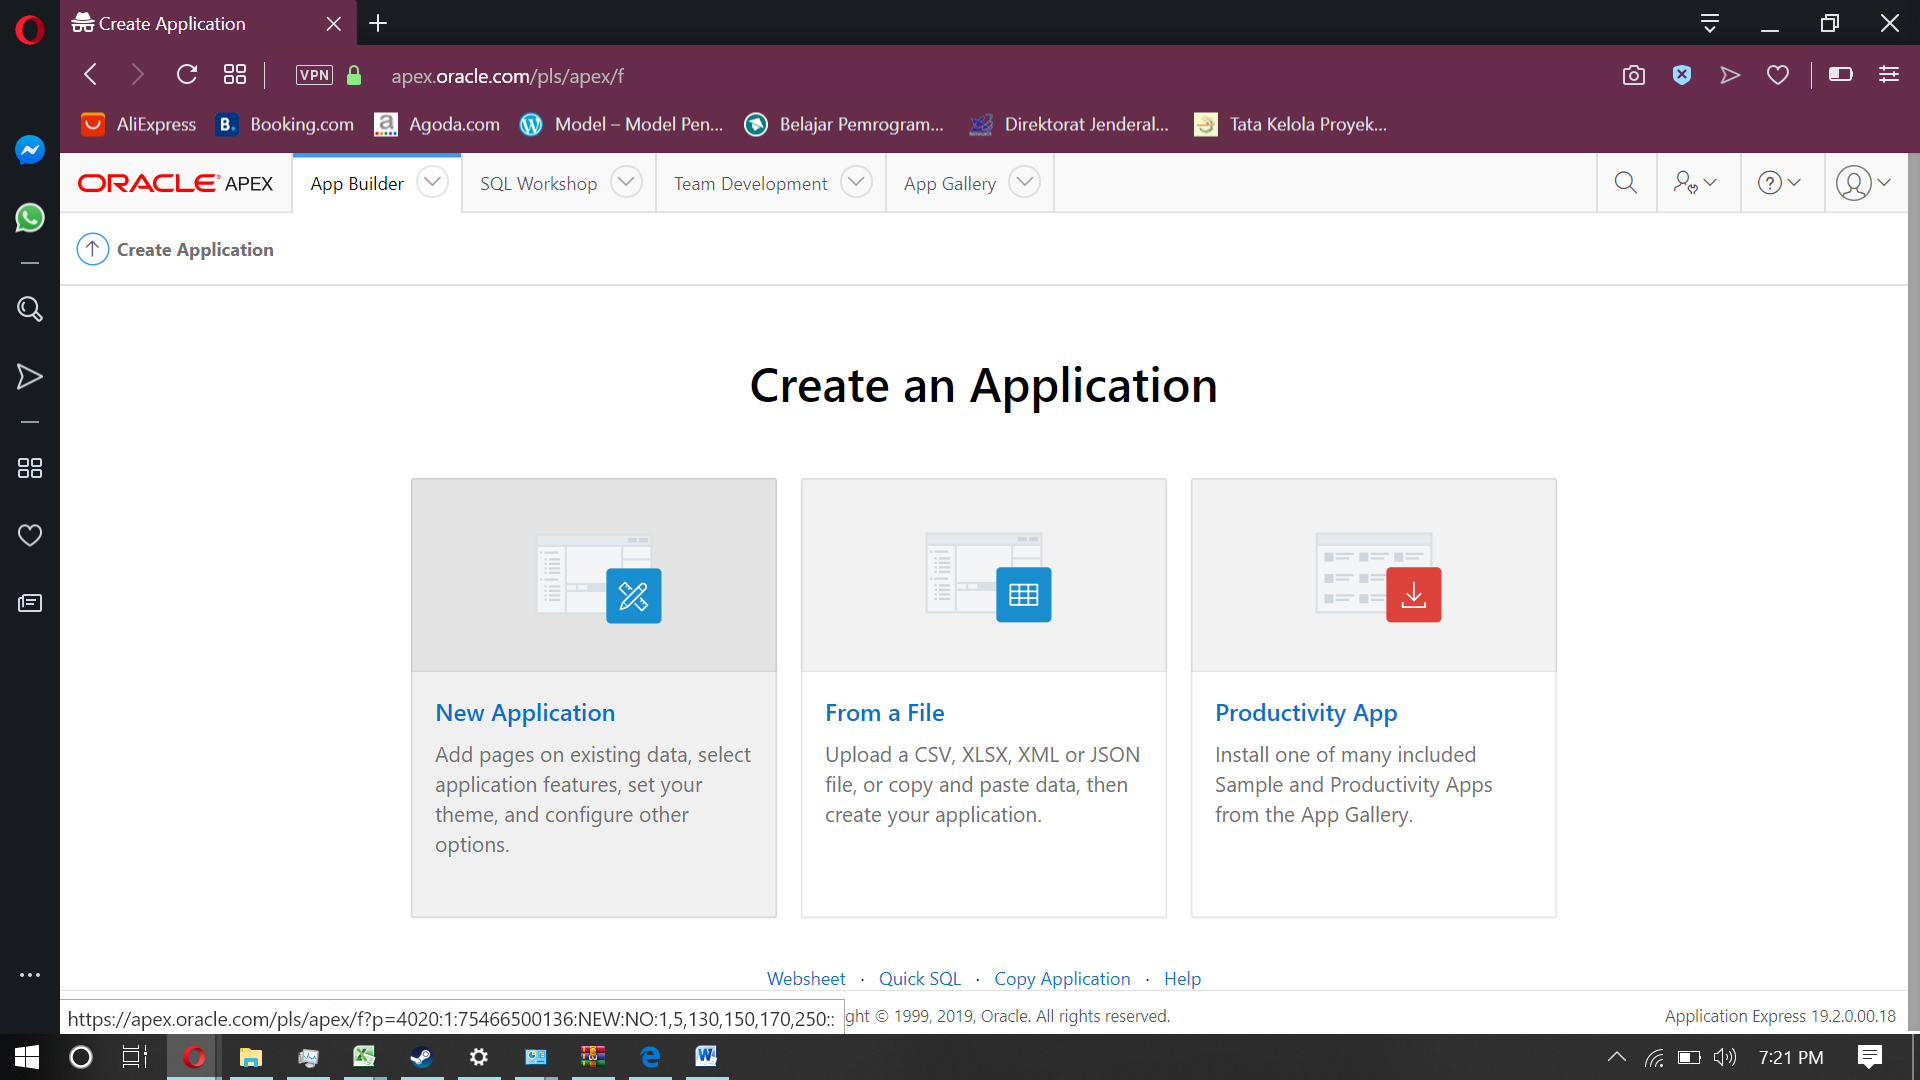 Create Application
VPN apex.oracle.com/pls/apex/f
AliExpress B. Booking.com a Agoda.com Model – Model Pen... Belajar Pemrogram... Direktorat Jenderal... Tata Kelola Proyek...
ORACLE APEX App Builder SQL Workshop Team Development App Gallery
Create Application
Create an Application
New Application
Add pages on existing data, select
application features, set your
theme, and configure other
options.
From a File
Upload a CSV, XLSX, XML or JSON
file, or copy and paste data, then
create your application.
Productivity App
Install one of many included
Sample and Productivity Apps
from the App Gallery.
Websheet · Quick SQL · Copy Application · Help
https://apex.oracle.com/pls/apex/f?p=4020:1:75466500136:NEW:NO:1,5,130,150,170,250:: ght © 1999, 2019, Oracle. All rights reserved. Application Express 19.2.0.00.18
7:21 PM